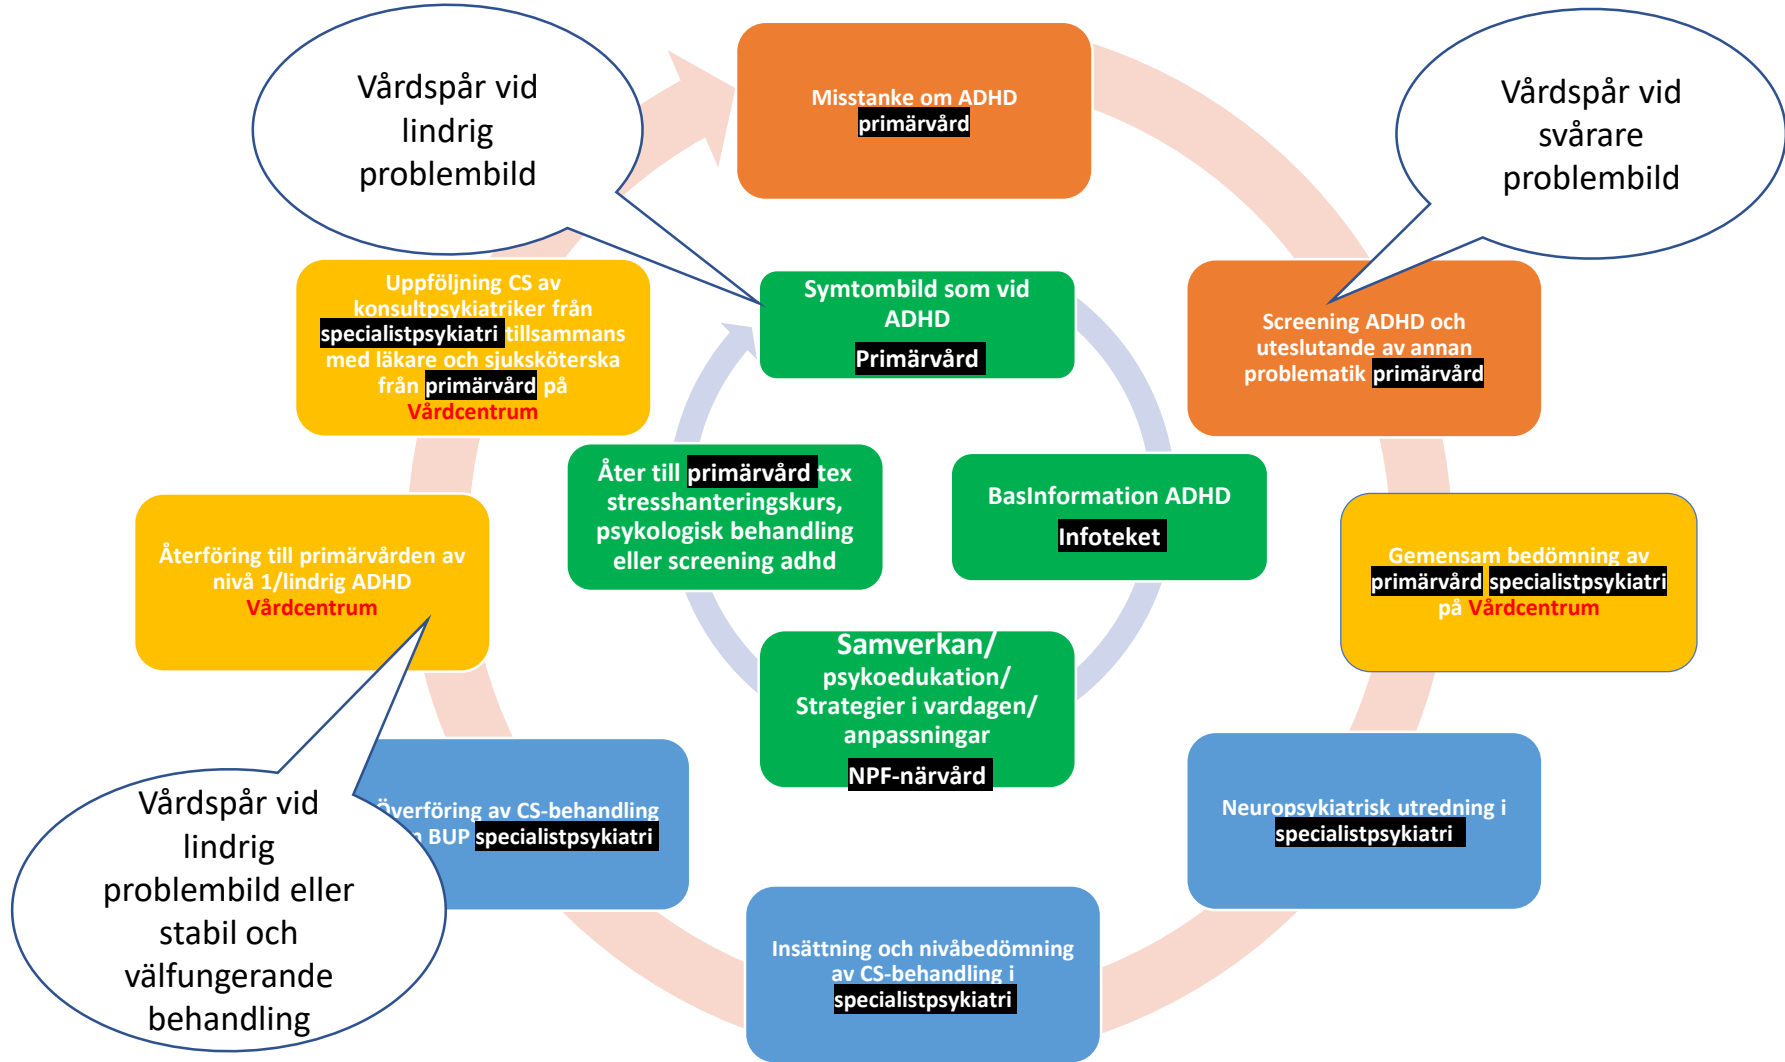 Vårdspår vid
lindrig
problembild
Misstanke om ADHD
primärvård
Vårdspår vid
svårare
problembild
Uppföljning CS av
konsultpsykiatriker från
specialistpsykiatri tillsammans
med läkare och sjuksköterska
från primärvård på
Vårdcentrum
Symtombild som vid
ADHD
Primärvård
Screening ADHD och
uteslutande av annan
problematik primärvård
Åter till primärvård tex
stresshanteringskurs,
psykologisk behandling
eller screening adhd
BasInformation ADHD
Infoteket
Återföring till primärvården av
nivå 1/lindrig ADHD
Vårdcentrum
Gemensam bedömning av
primärvård specialistpsykiatri
på Vårdcentrum
Samverkan/
psykoedukation/
Strategier i vardagen/
anpassningar
NPF-närvård
Vårdspår vid
lindrig
problembild eller
stabil och
välfungerande
behandling
Överföring av CS-behandling
BUP specialistpsykiatri
Neuropsykiatrisk utredning i
specialistpsykiatri
Insättning och nivåbedömning
av CS-behandling i
specialistpsykiatri